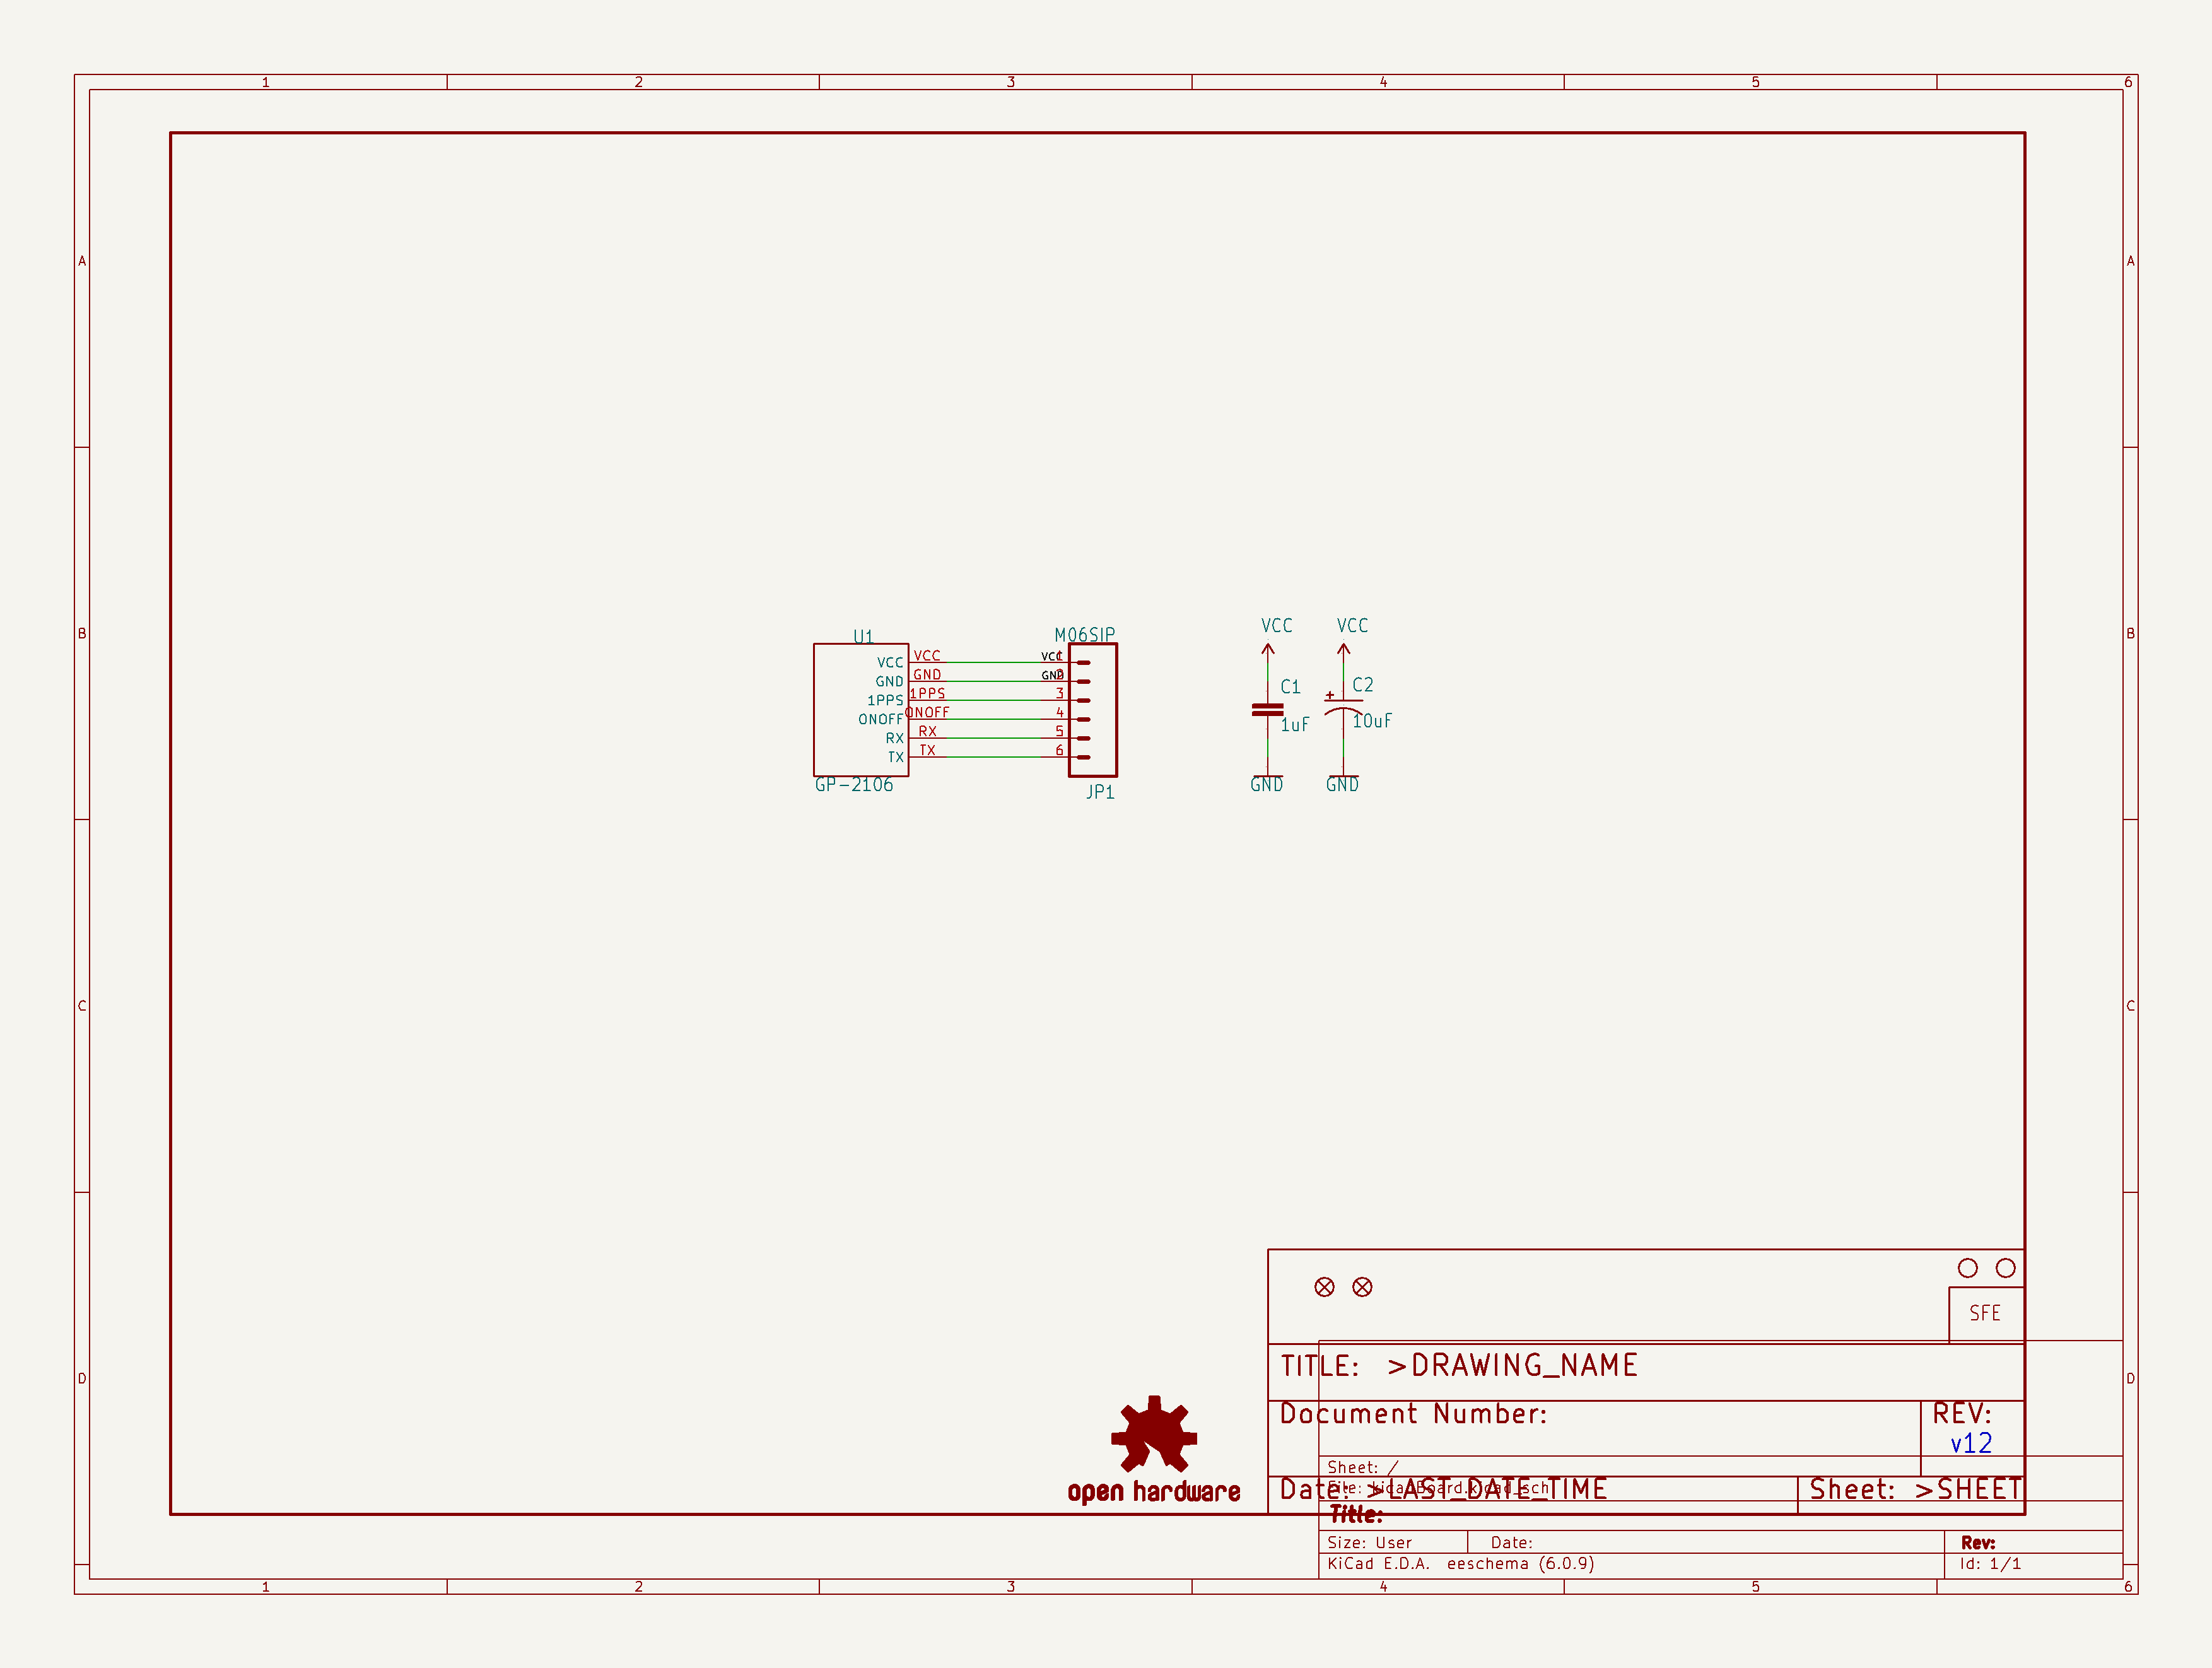 1 2 3 4 5 6
A A
B B
C C
D D
U1
VCC VCC
GND GND
1PPS 1PPS
ONOFF ONOFF
RX RX
TX TX
GP-2106
M06SIP
VCC 1
GND 2
3
4
5
6
JP1
VCC VCC
C1
1uF
+
C2
10uF
GND GND
SFE
TITLE: >DRAWING_NAME
Document Number:
REV:
v12
Date: >LAST_DATE_TIME
Sheet: >SHEET
open hardware
Sheet: /
File: kicadBoard.kicad_sch
Title:
Size: User Date: Rev:
KiCad E.D.A. eeschema (6.0.9) Id: 1/1
1 2 3 4 5 6